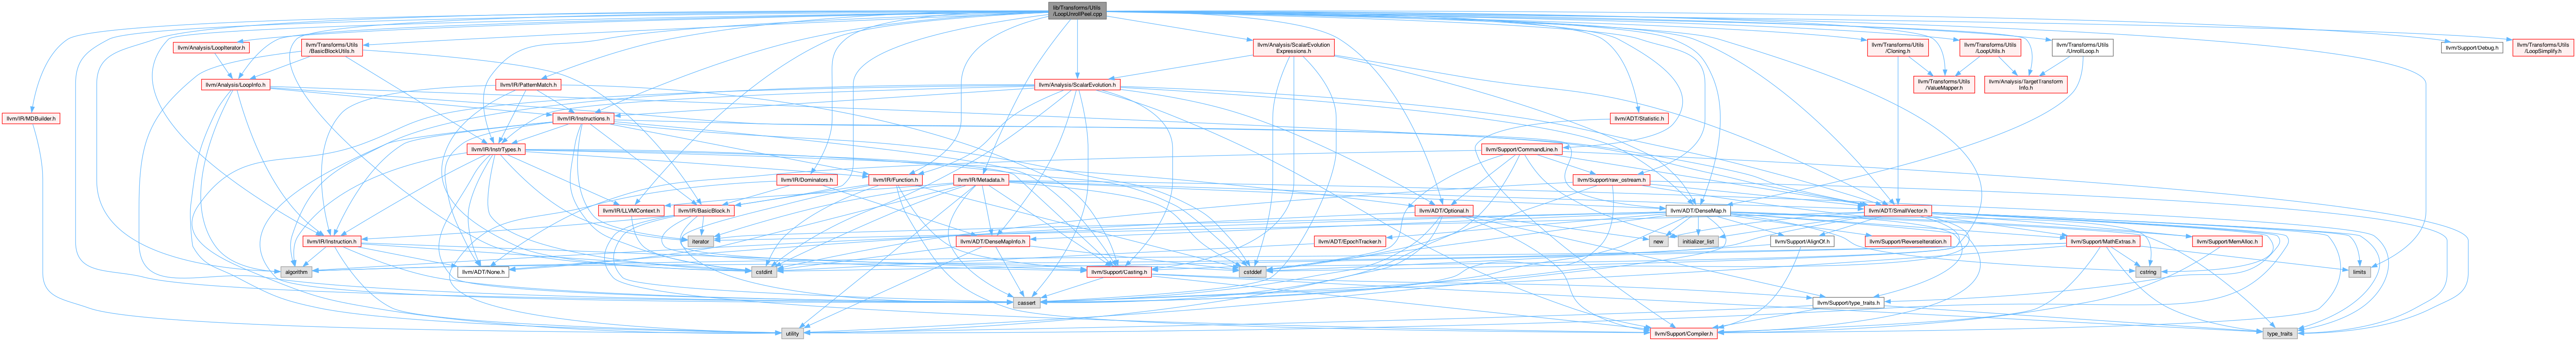 lib/Transforms/Utils
/LoopUnrollPeel.cpp
llvm/Analysis/LoopIterator.h
llvm/Transforms/Utils
/BasicBlockUtils.h
llvm/Analysis/ScalarEvolution
Expressions.h
llvm/Transforms/Utils
/Cloning.h
llvm/Transforms/Utils
/LoopUtils.h
llvm/Transforms/Utils
/UnrollLoop.h
llvm/Support/Debug.h
llvm/Transforms/Utils
/LoopSimplify.h
llvm/Analysis/LoopInfo.h
llvm/IR/PatternMatch.h
llvm/Analysis/ScalarEvolution.h
llvm/Transforms/Utils
/ValueMapper.h
llvm/Analysis/TargetTransform
Info.h
llvm/IR/MDBuilder.h
llvm/IR/Instructions.h
llvm/ADT/Statistic.h
llvm/IR/InstrTypes.h
llvm/Support/CommandLine.h
llvm/IR/Dominators.h
llvm/IR/Function.h
llvm/IR/Metadata.h
llvm/Support/raw_ostream.h
llvm/IR/LLVMContext.h
llvm/IR/BasicBlock.h
llvm/ADT/Optional.h
llvm/ADT/DenseMap.h
llvm/ADT/SmallVector.h
llvm/IR/Instruction.h
iterator
llvm/ADT/DenseMapInfo.h
llvm/ADT/EpochTracker.h
new
initializer_list
llvm/Support/AlignOf.h
llvm/Support/ReverseIteration.h
llvm/Support/MathExtras.h
llvm/Support/MemAlloc.h
algorithm
llvm/ADT/None.h
cstdint
llvm/Support/Casting.h
cstddef
cstring
limits
cassert
llvm/Support/type_traits.h
utility
llvm/Support/Compiler.h
type_traits